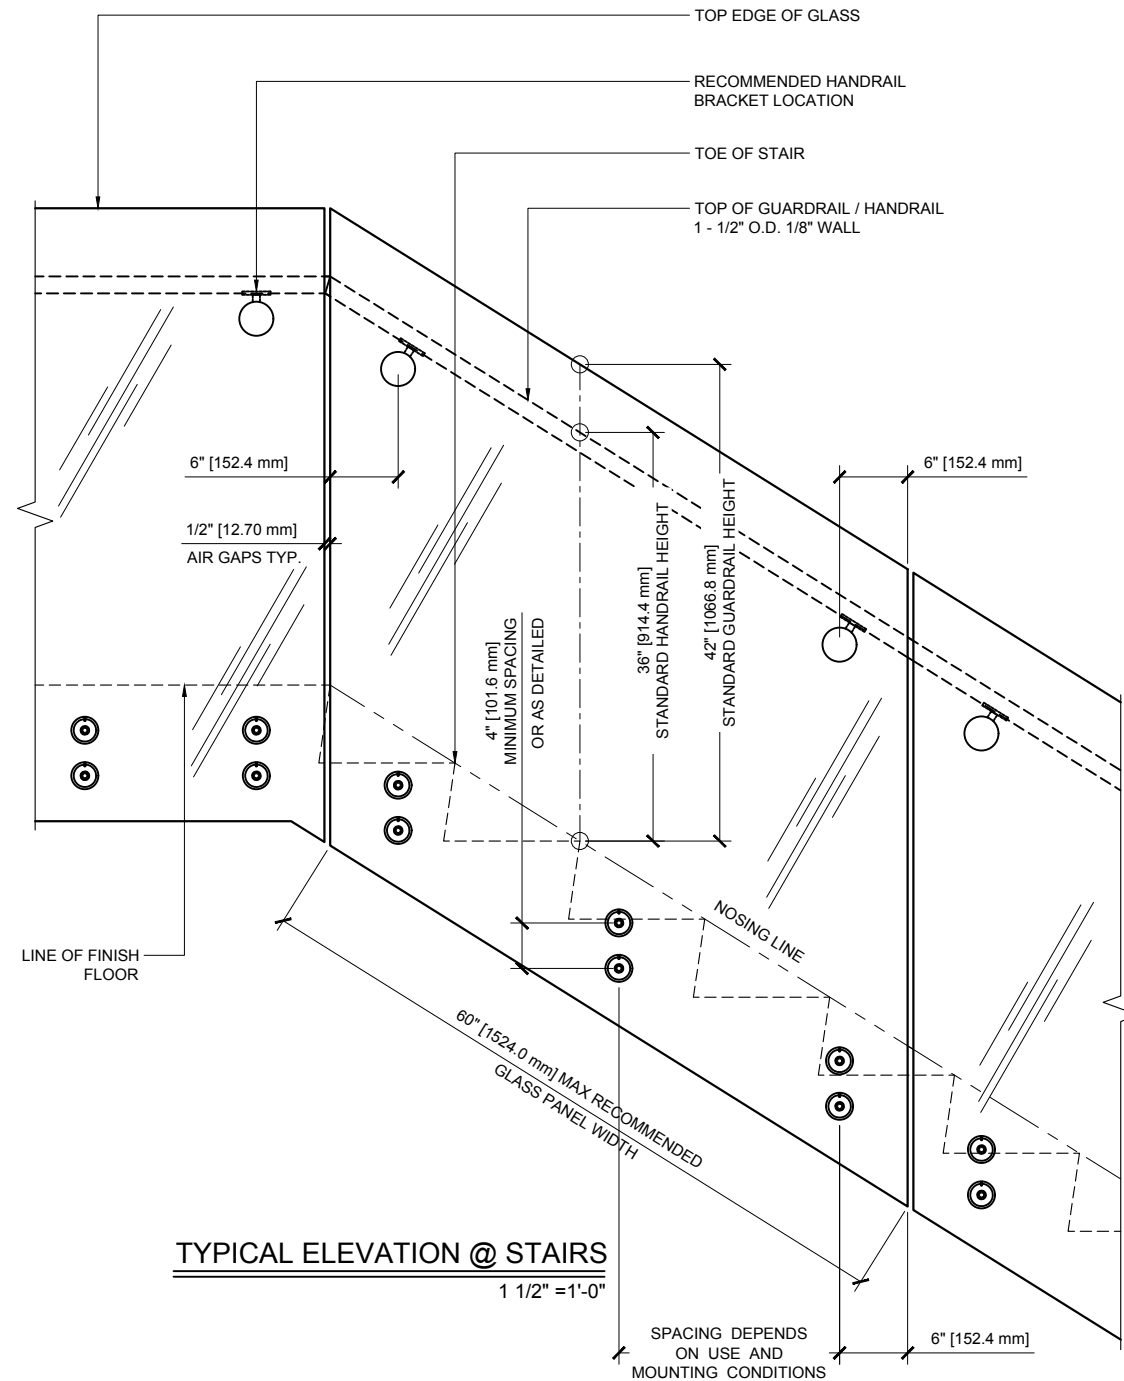 TOP EDGE OF GLASS
RECOMMENDED HANDRAIL
BRACKET LOCATION
TOE OF STAIR
TOP OF GUARDRAIL / HANDRAIL
1 - 1/2" O.D. 1/8" WALL
6" [152.4 mm]
6" [152.4 mm]
1/2" [12.70 mm]
AIR GAPS TYP.
4" [101.6 mm]
MINIMUM SPACING
OR AS DETAILED
36" [914.4 mm]
STANDARD HANDRAIL HEIGHT
42" [1066.8 mm]
STANDARD GUARDRAIL HEIGHT
NOSING LINE
LINE OF FINISH
FLOOR
60" [1524.0 mm] MAX RECOMMENDED
GLASS PANEL WIDTH
TYPICAL ELEVATION @ STAIRS
1 1/2" =1'-0"
SPACING DEPENDS
ON USE AND
MOUNTING CONDITIONS
6" [152.4 mm]